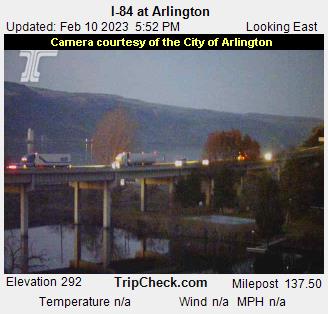 I-84 at Arlington
Updated: Feb 10 2023 5:52 PM Looking East
Camera courtesy of the City of Arlington
Elevation 292 TripCheck.com Milepost 137.50
Temperature n/a Wind n/a MPH n/a